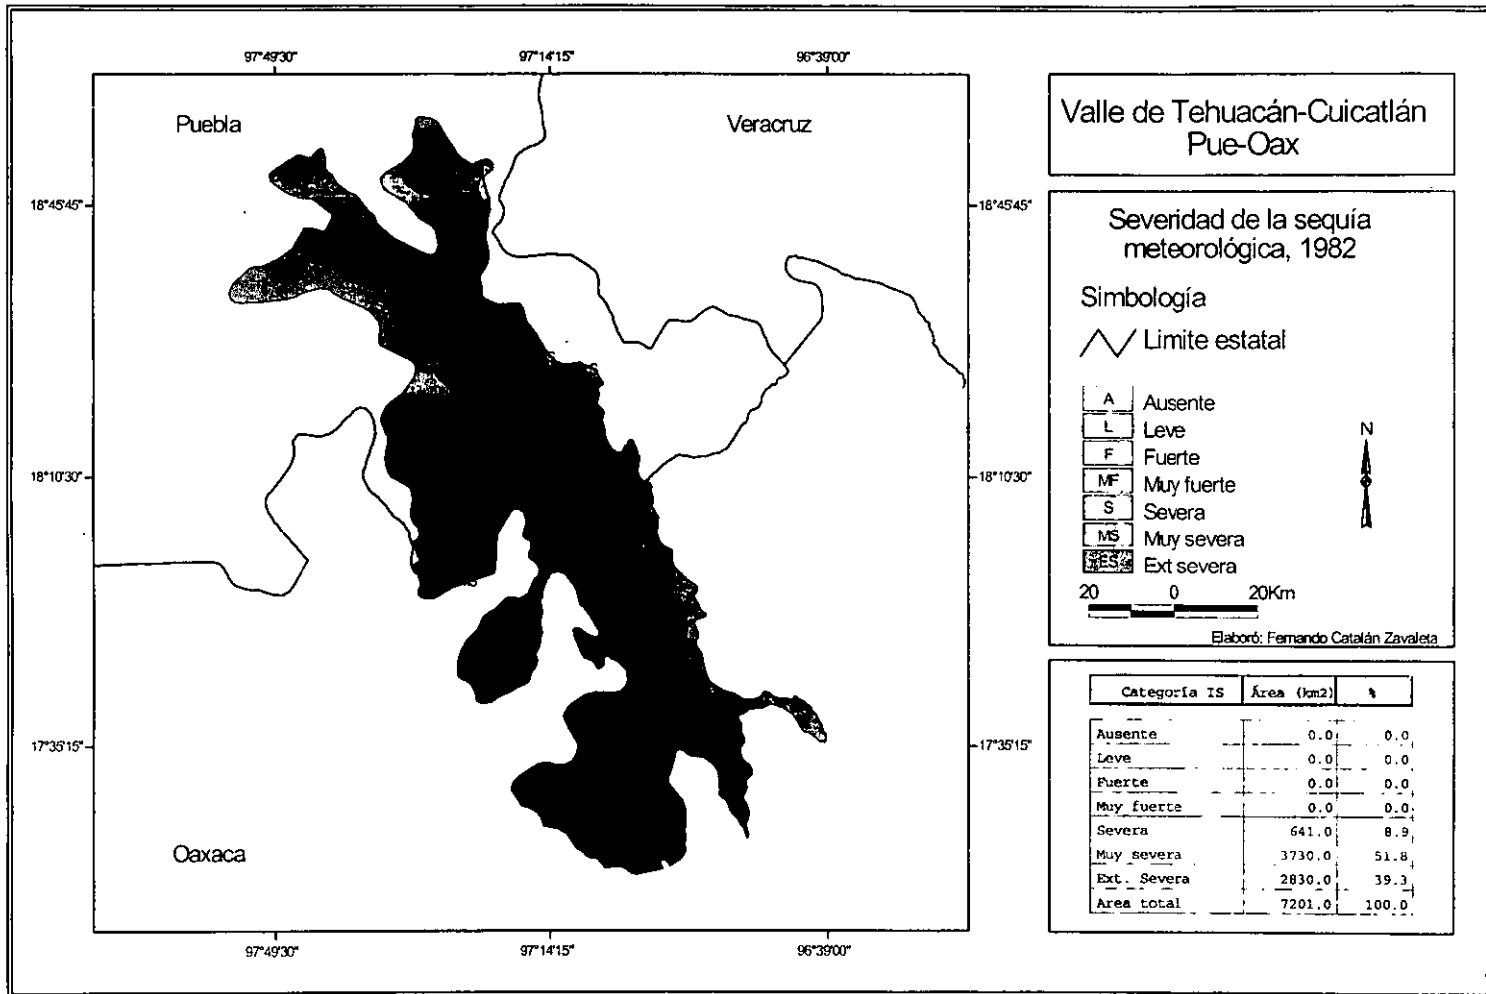 97°49'30"
97°14'15"
96°39'00"
Puebla
Veracruz
18°45'45"
18°45'45"
18°10'30"
18°10'30"
17°35'15"
17°35'15"
Oaxaca
97°49'30"
97°14'15"
96°39'00"
Valle de Tehuacán-Cuicatlán
Pue-Oax
Severidad de la sequía
meteorológica, 1982
Simbología
Limite estatal
A Ausente
L Leve
F Fuerte
MF Muy fuerte
S Severa
MS Muy severa
ES Ext severa
N
20 0 20Km
Elaboró: Fernando Catalán Zavaleta
Categoría IS Área (km2) %
Ausente 0.0 0.0
Leve 0.0 0.0
Fuerte 0.0 0.0
Muy fuerte 0.0 0.0
Severa 641.0 8.9
Muy severa 3730.0 51.8
Ext. Severa 2830.0 39.3
Area total 7201.0 100.0